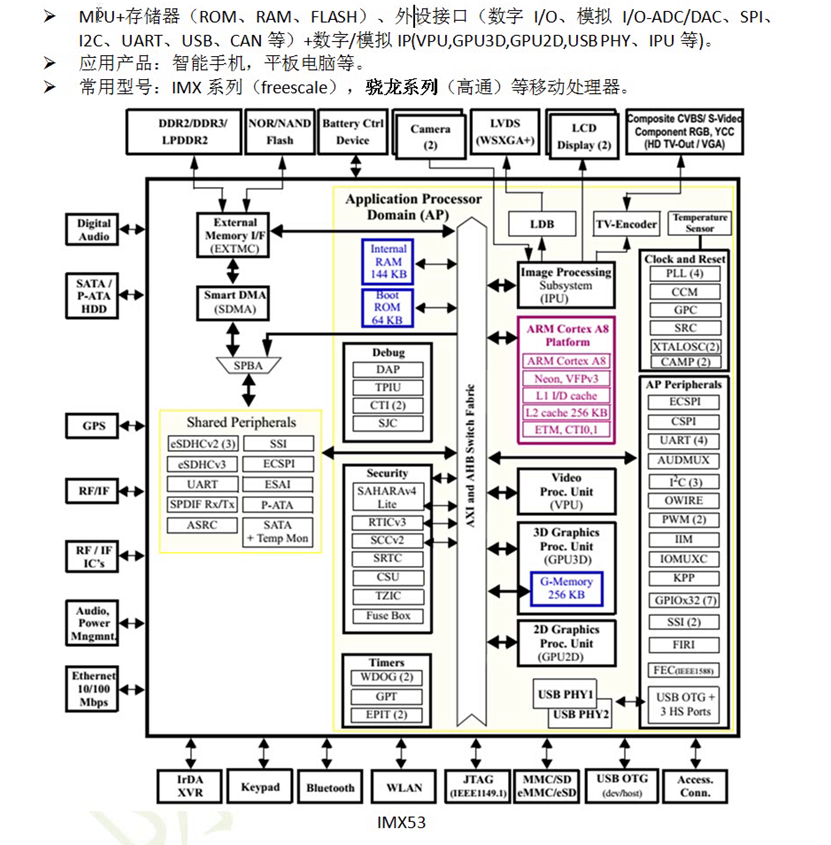 ➢ MPU+存储器（ROM、RAM、FLASH）、外设接口（数字 I/O、模拟 I/O-ADC/DAC、SPI、
I2C、UART、USB、CAN 等）+数字/模拟 IP(VPU,GPU3D,GPU2D,USB PHY、IPU 等)。
➢ 应用产品：智能手机，平板电脑等。
➢ 常用型号：IMX 系列（freescale），骁龙系列（高通）等移动处理器。
DDR2/DDR3/
LPDDR2
NOR/NAND
Flash
Battery Ctrl
Device
Camera
(2)
LVDS
(WSXGA+)
LCD
Display (2)
Composite CVBS/ S-Video
Component RGB, YCC
(HD TV-Out / VGA)
Digital
Audio
SATA /
P-ATA
HDD
GPS
RF/IF
RF / IF
IC's
Audio,
Power
Mngmnt.
Ethernet
10/100
Mbps
External
Memory I/F
(EXTMC)
Smart DMA
(SDMA)
SPBA
Shared Peripherals
eSDHCv2 (3)
SSI
eSDHCv3
ECSPI
UART
ESAI
SPDIF Rx/Tx
P-ATA
ASRC
SATA
+ Temp Mon
Application Processor
Domain (AP)
Internal
RAM
144 KB
Boot
ROM
64 KB
Debug
DAP
TPIU
CTI (2)
SJC
Security
SAHARAv4
Lite
RTICv3
SCCv2
SRTC
CSU
TZIC
Fuse Box
Timers
WDOG (2)
GPT
EPIT (2)
AXI and AHB Switch Fabric
LDB
TV-Encoder
Image Processing
Subsystem
(IPU)
ARM Cortex A8
Platform
ARM Cortex A8
Neon, VFPv3
L1 I/D cache
L2 cache 256 KB
ETM, CTI0,1
Video
Proc. Unit
(VPU)
3D Graphics
Proc. Unit
(GPU3D)
G-Memory
256 KB
2D Graphics
Proc. Unit
(GPU2D)
USB PHY1
USB PHY2
Temperature
Sensor
Clock and Reset
PLL (4)
CCM
GPC
SRC
XTALOSC(2)
CAMP (2)
AP Peripherals
ECSPI
CSPI
UART (4)
AUDMUX
I²C (3)
OWIRE
PWM (2)
IIM
IOMUXC
KPP
GPIOx32 (7)
SSI (2)
FIRI
FEC(IEEE1588)
USB OTG +
3 HS Ports
IrDA
XVR
Keypad
Bluetooth
WLAN
JTAG
(IEEE1149.1)
MMC/SD
eMMC/eSD
USB OTG
(dev/host)
Access.
Conn.
IMX53